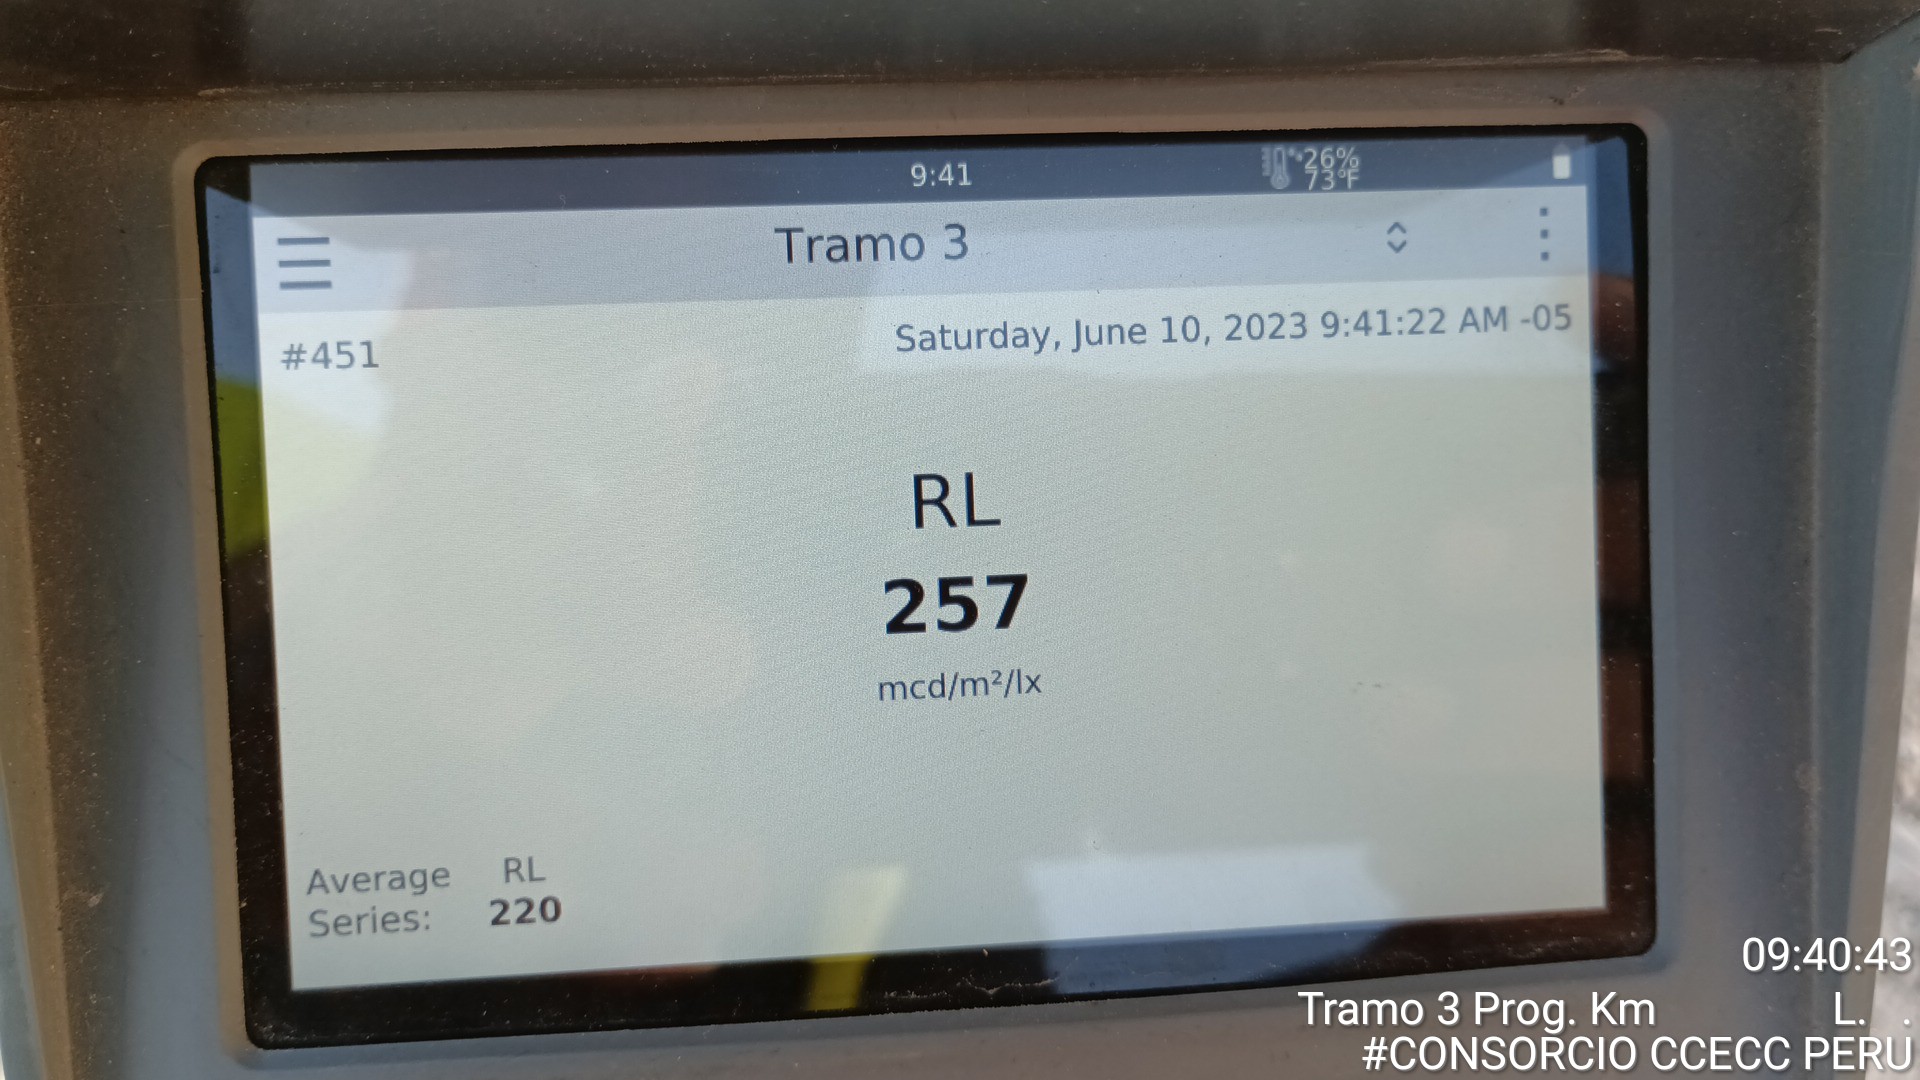 9:41
26%
73°F
Tramo 3
#451
Saturday, June 10, 2023 9:41:22 AM -05
RL
257
mcd/m²/lx
Average RL
Series: 220
09:40:43
Tramo 3 Prog. Km L. .
#CONSORCIO CCECC PERU